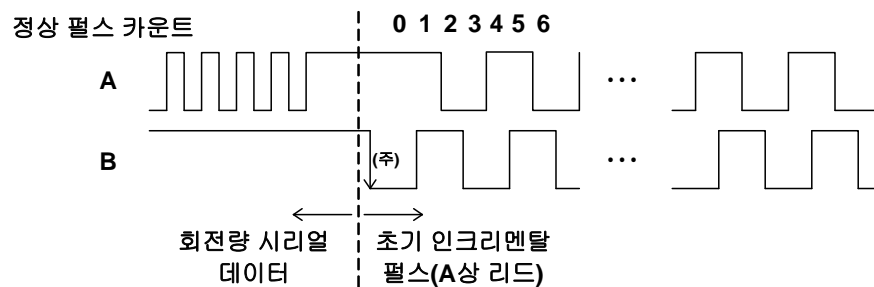 정상 펄스 카운트
0 1 2 3 4 5 6
A
...
B
(주)
...
회전량 시리얼
데이터
초기 인크리멘탈
펄스(A상 리드)